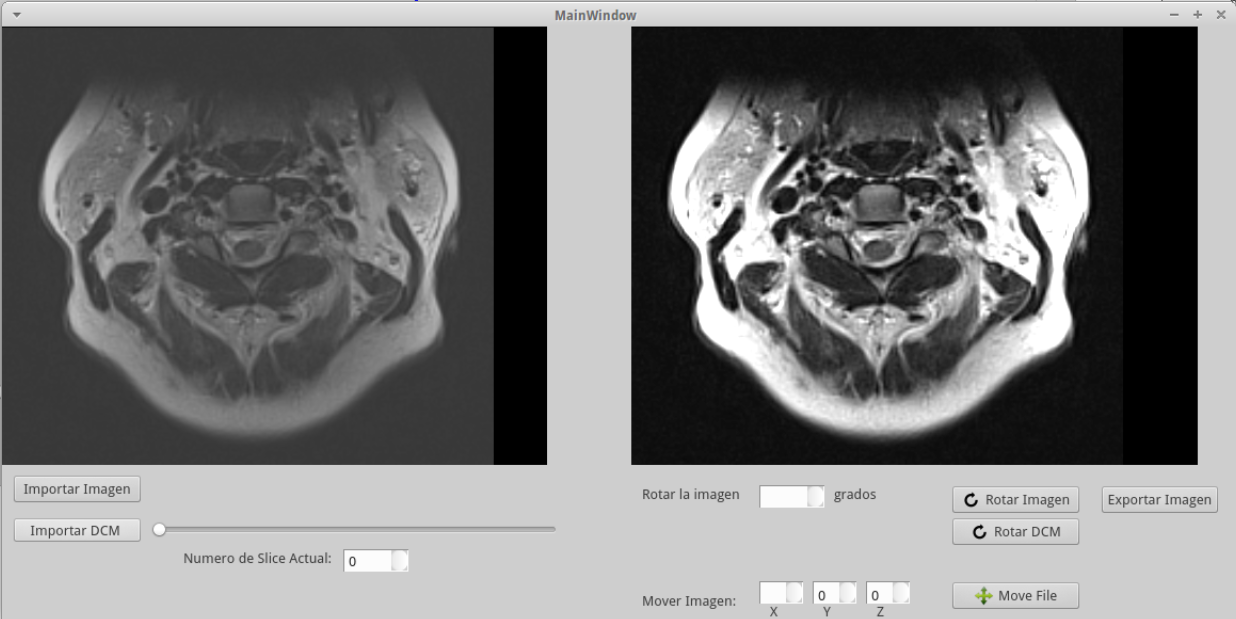 MainWindow
Importar Imagen
Importar DCM
Numero de Slice Actual: 0
Rotar la imagen grados
Rotar Imagen
Exportar Imagen
Rotar DCM
Mover Imagen: 0 0
X Y Z
Move File